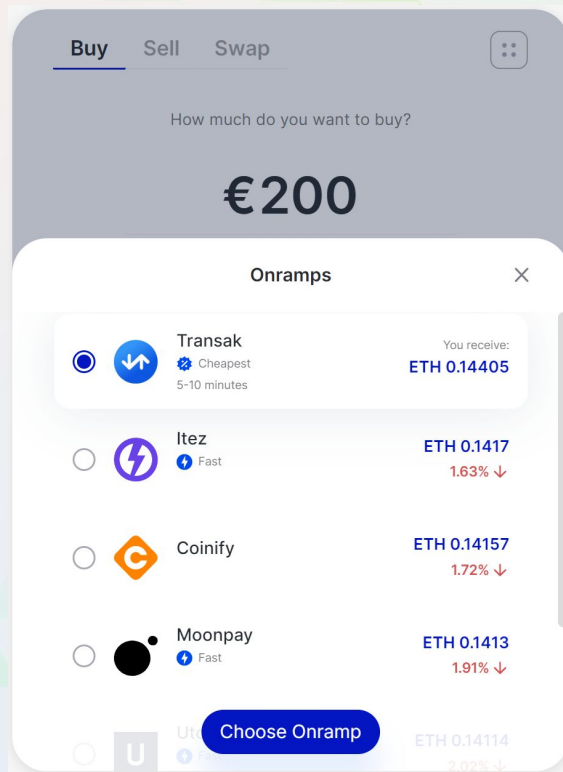 Buy Sell Swap
How much do you want to buy?
€200
Onramps
Transak
Cheapest
5-10 minutes
You receive:
ETH 0.14405
Itez
Fast
ETH 0.1417
1.63% ↓
Coinify
ETH 0.14157
1.72% ↓
Moonpay
Fast
ETH 0.1413
1.91% ↓
U
ETH 0.14114
2.02% ↓
Choose Onramp